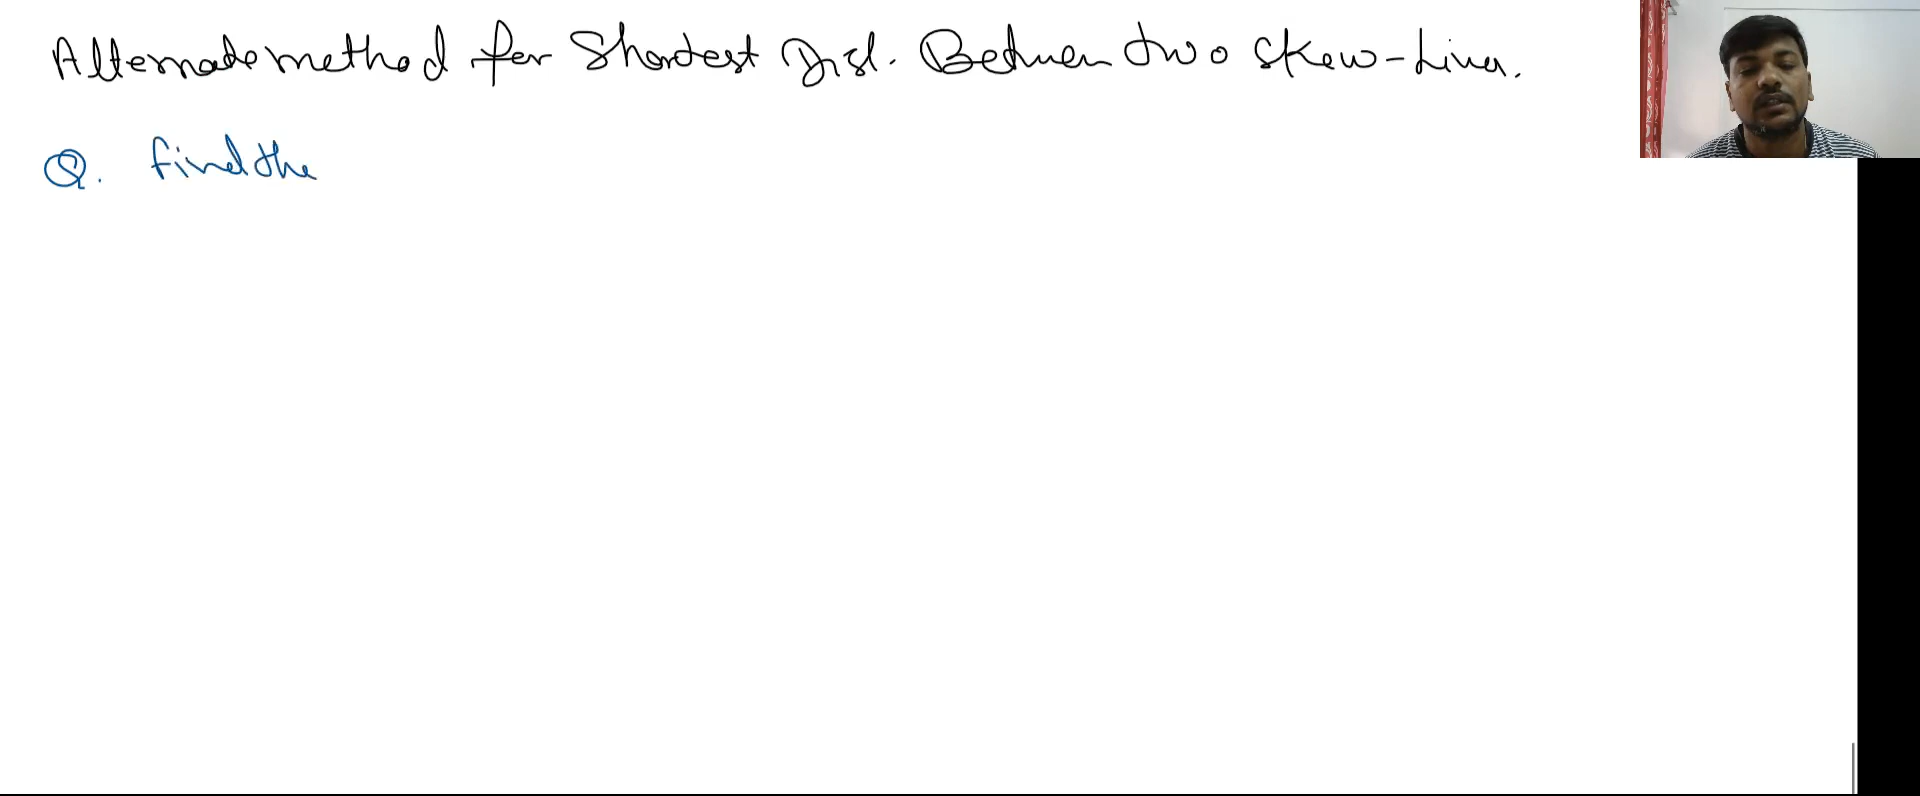 Alternate method for Shortest Dist. Between two Skew-Lines.
Q. find the